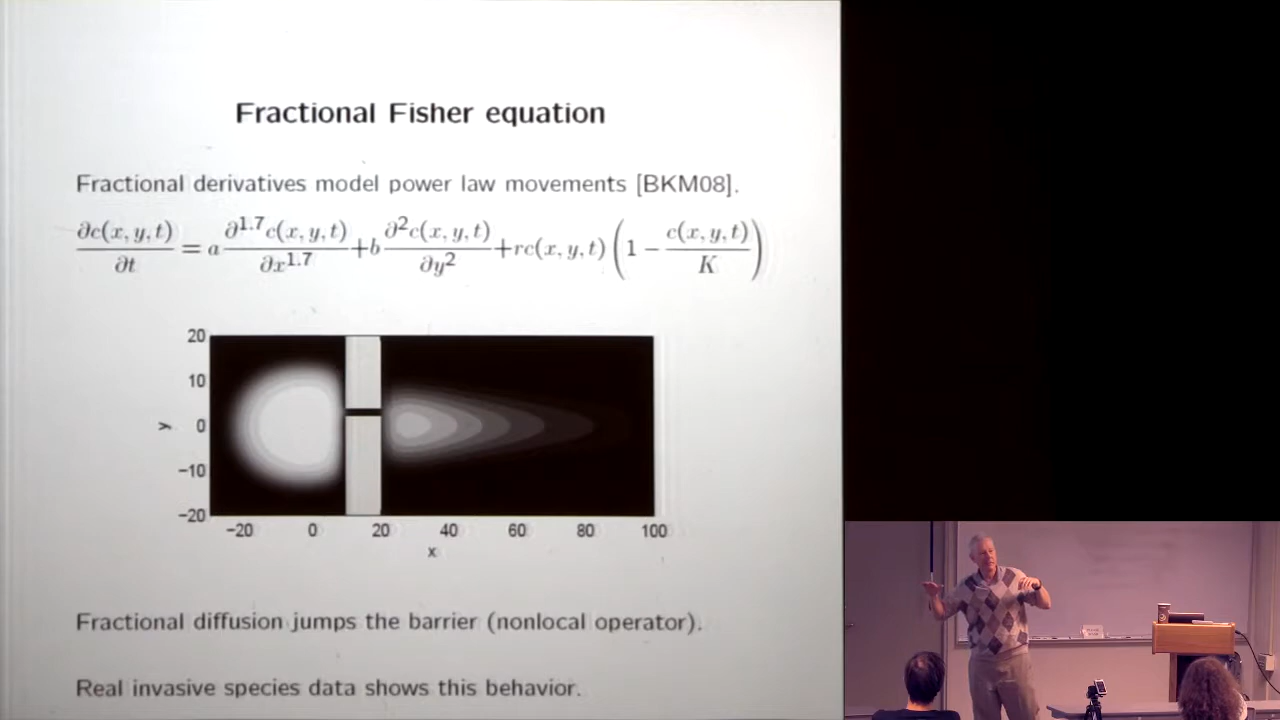 Fractional Fisher equation
Fractional derivatives model power law movements [BKM08].
∂c(x, y, t)/∂t = a ∂^1.7 c(x, y, t)/∂x^1.7 + b ∂^2 c(x, y, t)/∂y^2 + rc(x, y, t) (1 − c(x, y, t)/K)
20
10
0
−10
−20
y
−20 0 20 40 60 80 100
x
Fractional diffusion jumps the barrier (nonlocal operator).
Real invasive species data shows this behavior.